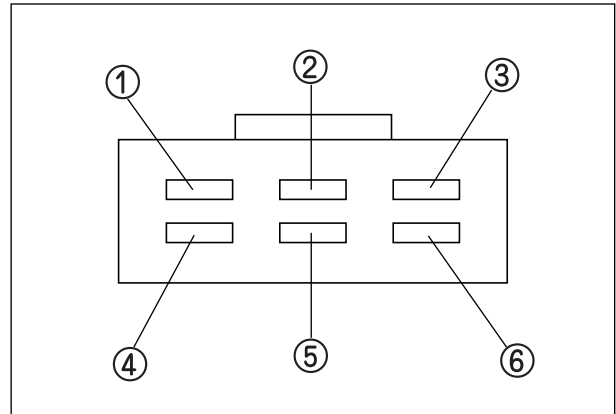 ① ② ③
④ ⑤ ⑥